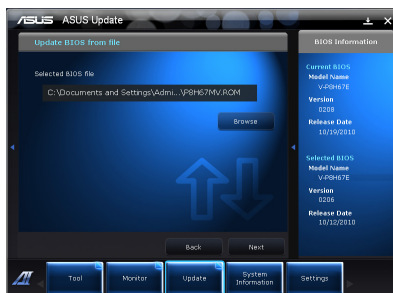 ASUS ASUS Update
Update BIOS from file
Selected BIOS file
C:\Documents and Settings\Admi...\P8H67MV.ROM
Browse
Back
Next
BIOS Information
Current BIOS
Model Name
V-P8H67E
Version
0209
Release Date
10/19/2010
Selected BIOS
Model Name
V-P8H67E
Version
0206
Release Date
10/12/2010
Tool
Monitor
Update
System
Information
Settings